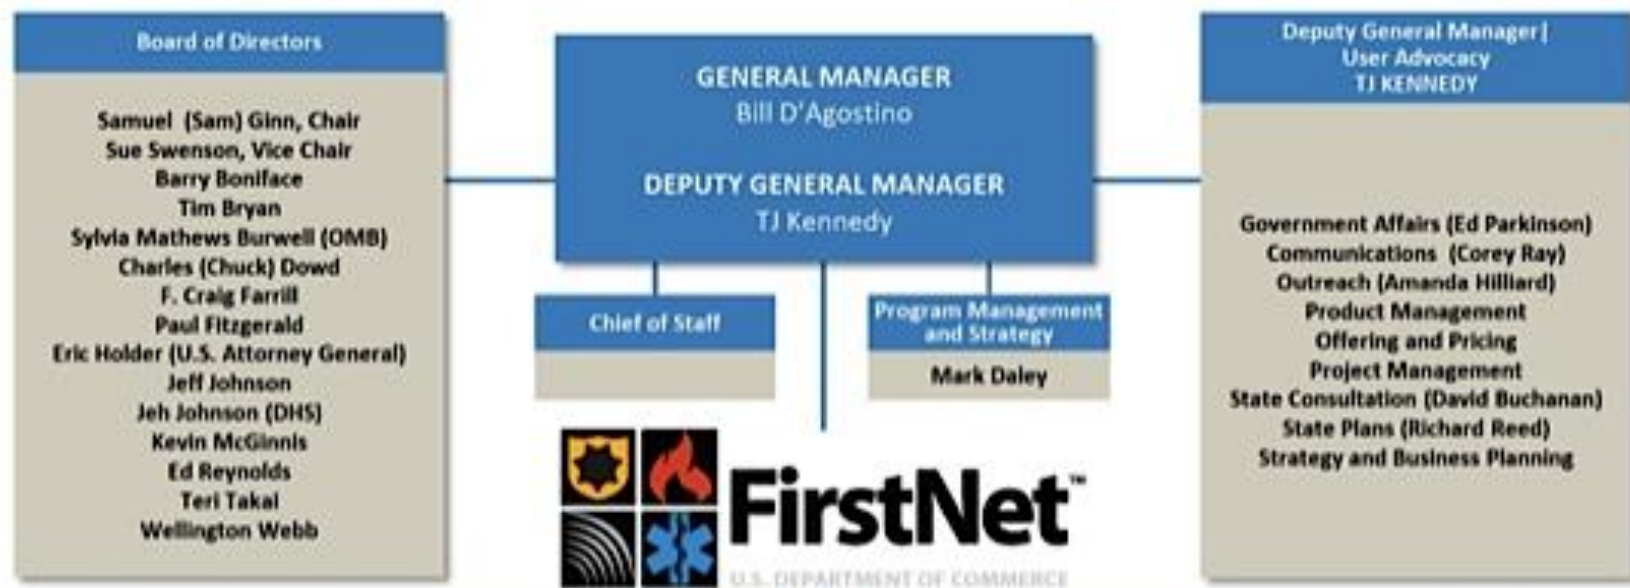 Board of Directors
Samuel (Sam) Ginn, Chair
Sue Swenson, Vice Chair
Barry Boniface
Tim Bryan
Sylvia Mathews Burwell (OMB)
Charles (Chuck) Dowd
F. Craig Farrill
Paul Fitzgerald
Eric Holder (U.S. Attorney General)
Jeff Johnson
Jeh Johnson (DHS)
Kevin McGinnis
Ed Reynolds
Teri Takai
Wellington Webb
GENERAL MANAGER
Bill D'Agostino
DEPUTY GENERAL MANAGER
TJ Kennedy
Chief of Staff
Program Management
and Strategy
Mark Daley
FirstNet™
U.S. DEPARTMENT OF COMMERCE
Deputy General Manager|
User Advocacy
TJ KENNEDY
Government Affairs (Ed Parkinson)
Communications (Corey Ray)
Outreach (Amanda Hilliard)
Product Management
Offering and Pricing
Project Management
State Consultation (David Buchanan)
State Plans (Richard Reed)
Strategy and Business Planning